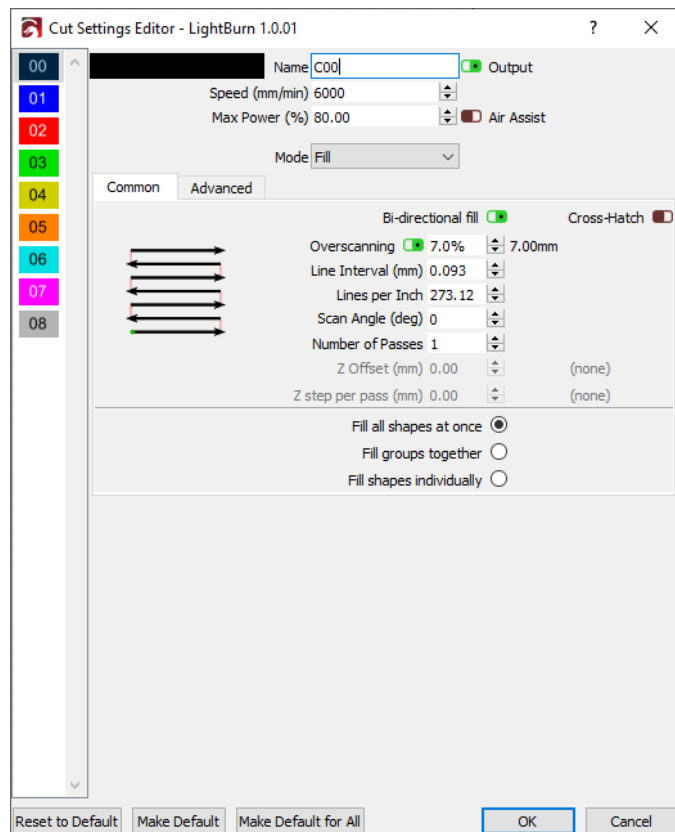 Cut Settings Editor - LightBurn 1.0.01 ?
00
01
02
03
04
05
06
07
08
Name C00 Output
Speed (mm/min) 6000
Max Power (%) 80.00 Air Assist
Mode Fill
Common Advanced
Bi-directional fill Cross-Hatch
Overscanning 7.0% 7.00mm
Line Interval (mm) 0.093
Lines per Inch 273.12
Scan Angle (deg) 0
Number of Passes 1
Z Offset (mm) 0.00 (none)
Z step per pass (mm) 0.00 (none)
Fill all shapes at once
Fill groups together
Fill shapes individually
Reset to Default Make Default Make Default for All OK Cancel